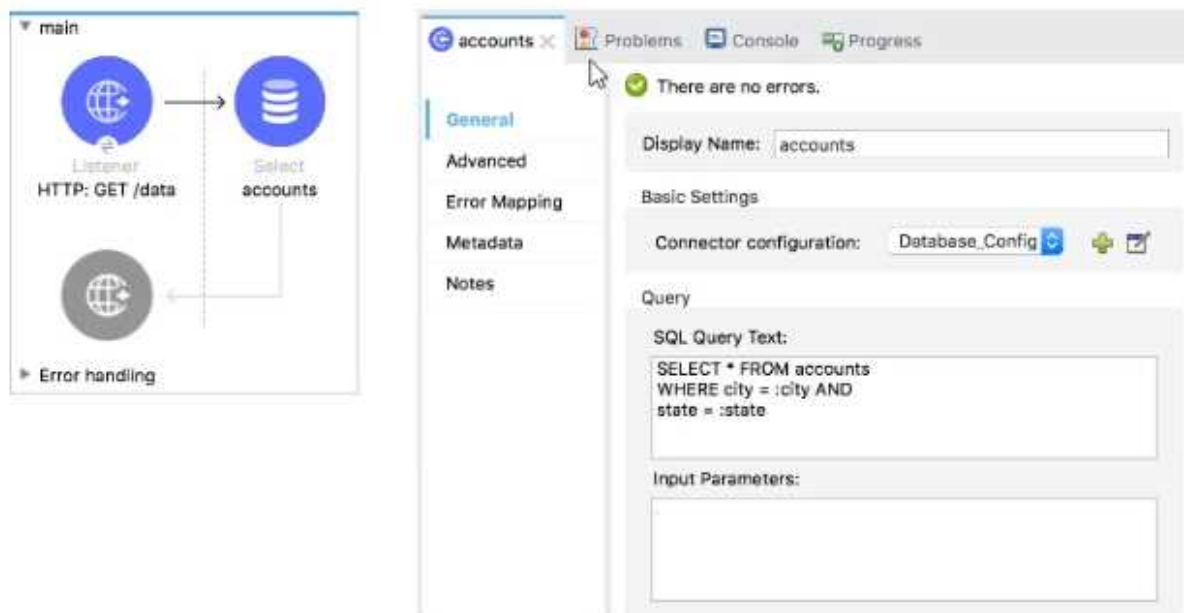 main
Listener
HTTP: GET /data
Select
accounts
Error handling
accounts
Problems
Console
Progress
General
Advanced
Error Mapping
Metadata
Notes
There are no errors.
Display Name: accounts
Basic Settings
Connector configuration: Database_Config
Query
SQL Query Text:
SELECT * FROM accounts
WHERE city = :city AND
state = :state
Input Parameters: